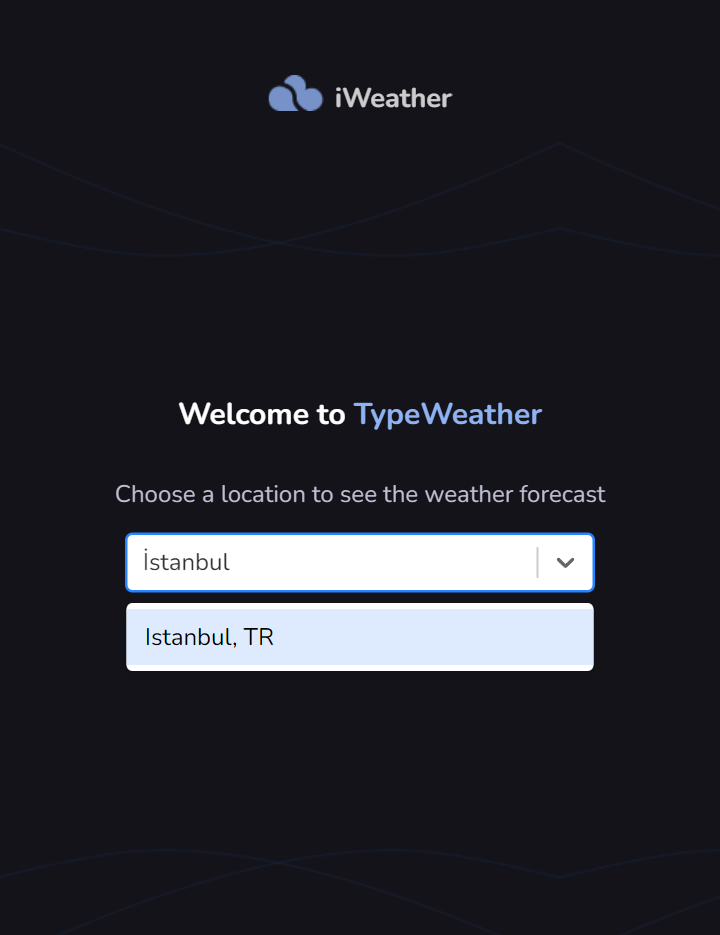 iWeather
Welcome to TypeWeather
Choose a location to see the weather forecast
İstanbul
Istanbul, TR